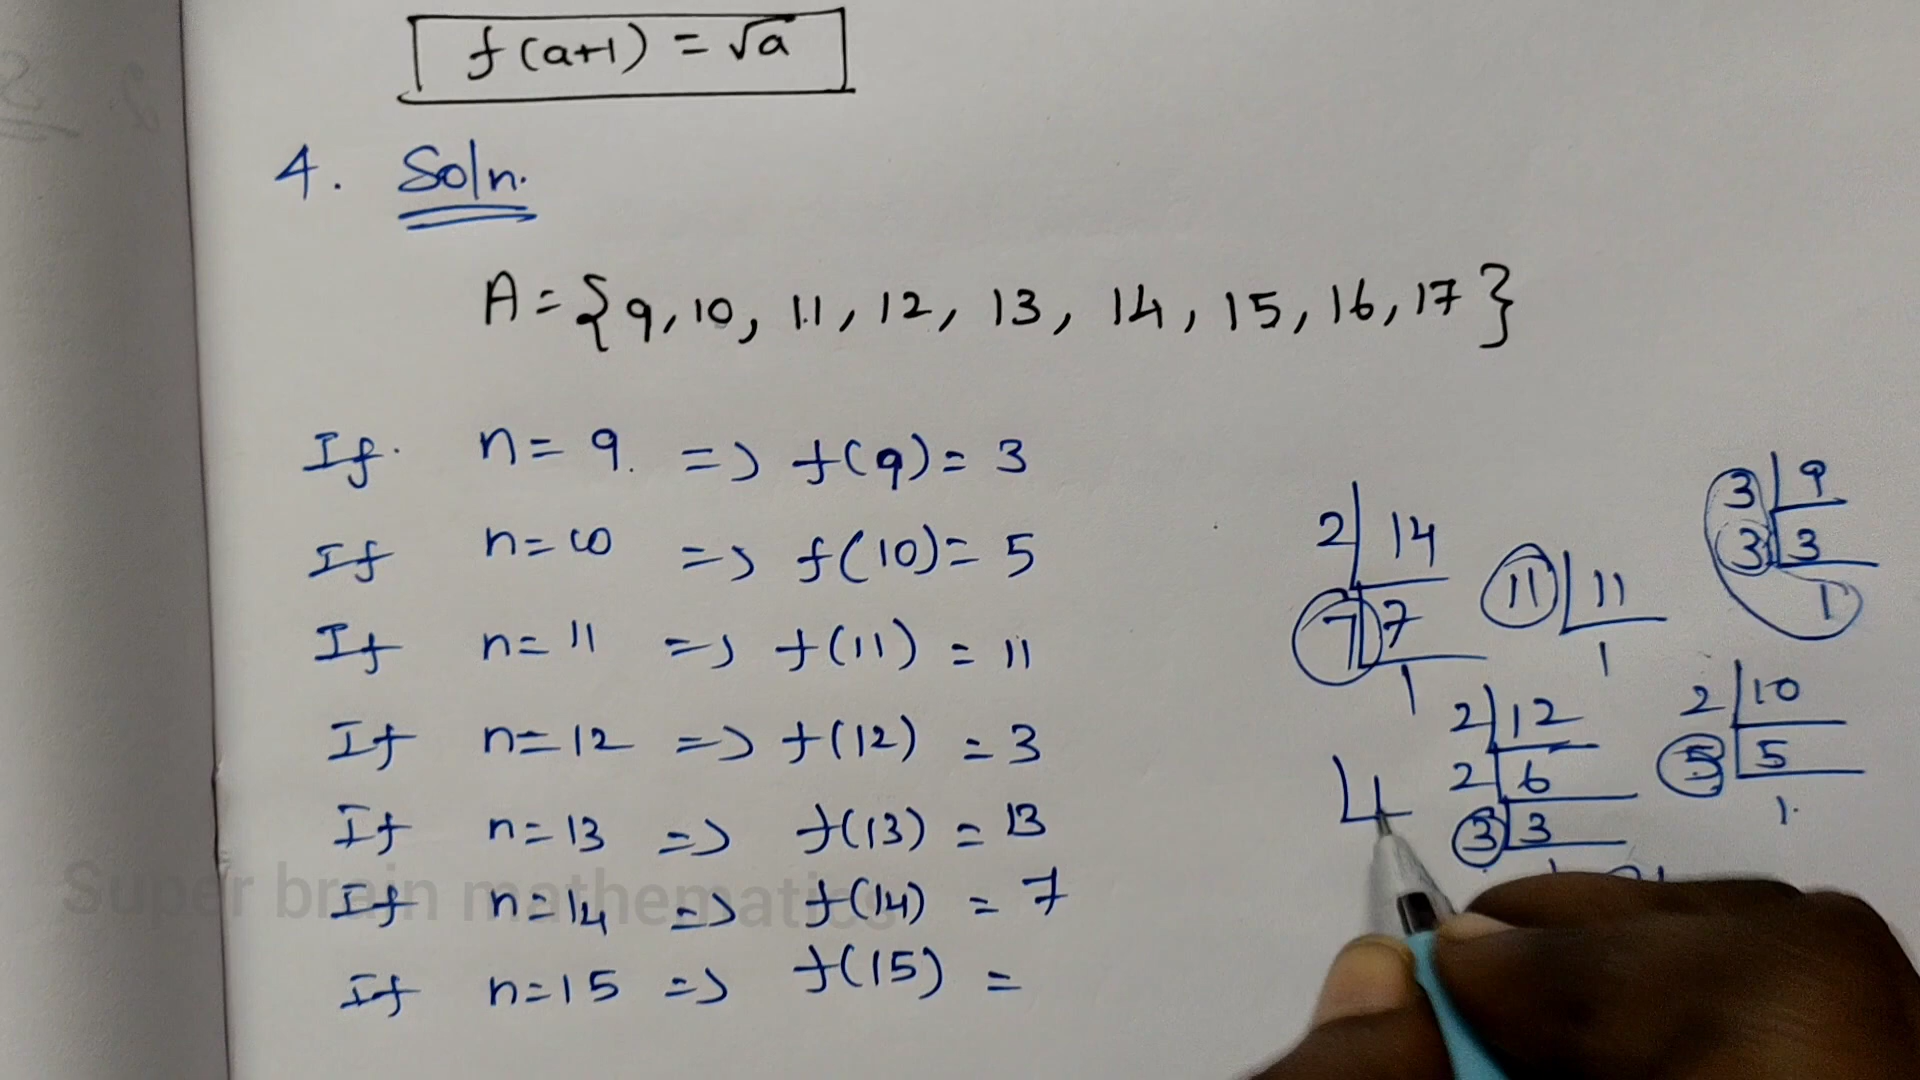 f(a+1) = √a
4. Soln.
A = {9, 10, 11, 12, 13, 14, 15, 16, 17}
If n = 9. => f(9) = 3
If n = 10 => f(10) = 5
If n = 11 => f(11) = 11
If n = 12 => f(12) = 3
If n = 13 => f(13) = 13
If n = 14 => f(14) = 7
If n = 15 => f(15) =
2 14
7 7
1
11 11
1
3 9
3 3
1
2 12
2 6
3 3
2 10
5 5
1.
Super brain mathematics